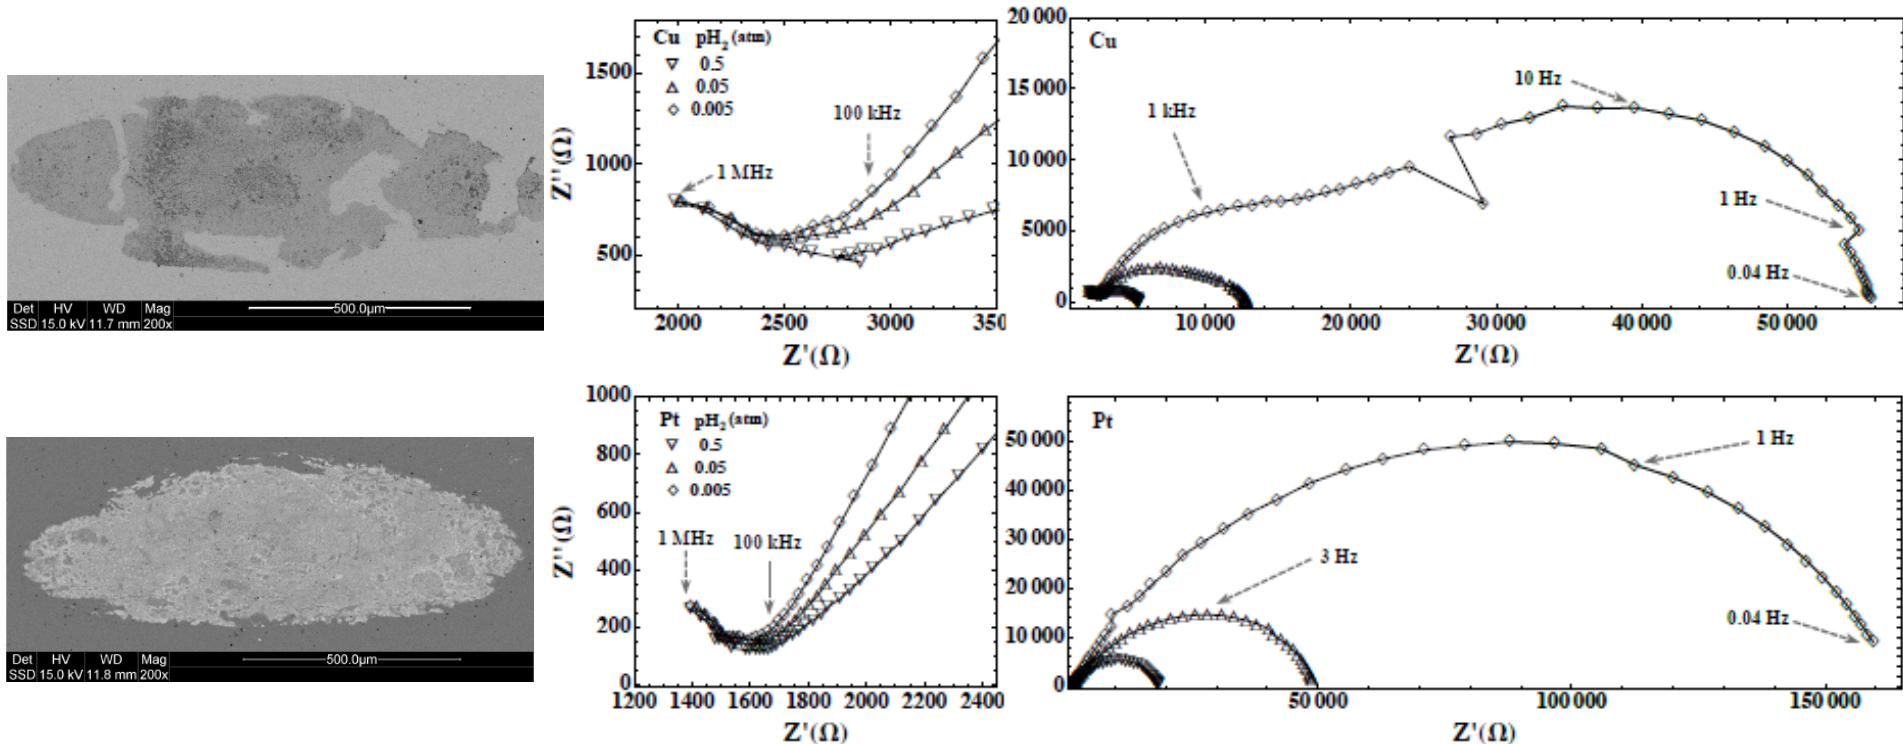 Det HV WD Mag
SSD 15.0 kV 11.7 mm 200x
500.0µm
Cu pH₂ (atm)
0.5
0.05
0.005
1 MHz
100 kHz
Z''(Ω)
1500
1000
500
2000 2500 3000 350
Z'(Ω)
Cu
20 000
15 000
10 000
5000
0
1 kHz
10 Hz
1 Hz
0.04 Hz
10 000 20 000 30 000 40 000 50 000
Z'(Ω)
Det HV WD Mag
SSD 15.0 kV 11.8 mm 200x
500.0µm
Pt pH₂ (atm)
0.5
0.05
0.005
1 MHz
100 kHz
Z''(Ω)
1000
800
600
400
200
0
1200 1400 1600 1800 2000 2200 2400
Z'(Ω)
Pt
50 000
40 000
30 000
20 000
10 000
0
1 Hz
3 Hz
0.04 Hz
50 000 100 000 150 000
Z'(Ω)